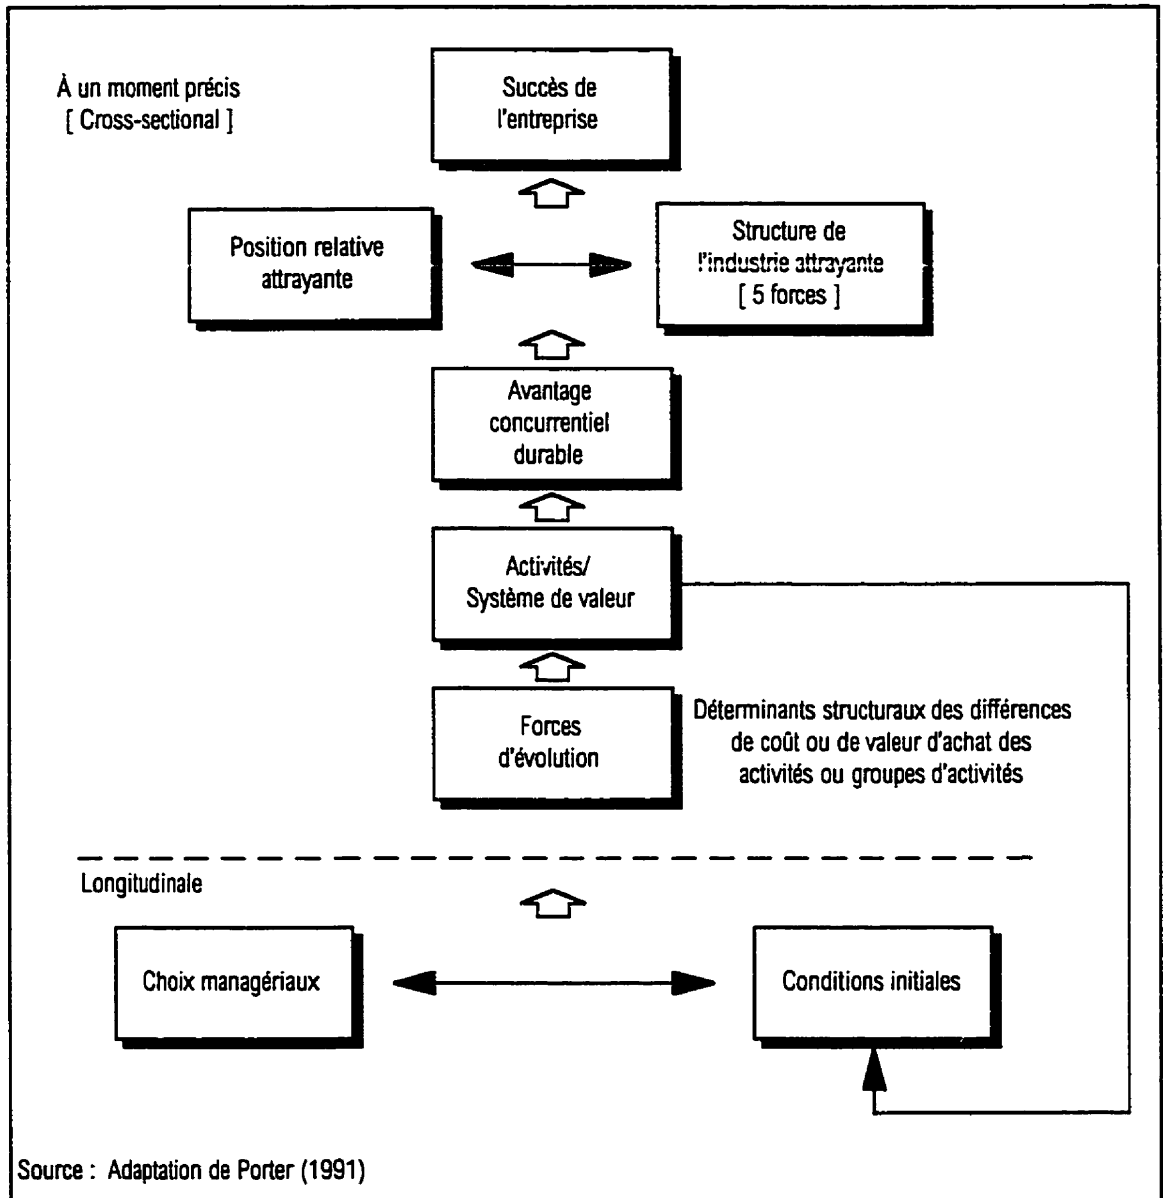 À un moment précis
[ Cross-sectional ]
Succès de
l'entreprise
Position relative
attrayante
Structure de
l'industrie attrayante
[ 5 forces ]
Avantage
concurrentiel
durable
Activités/
Système de valeur
Forces
d'évolution
Déterminants structuraux des différences
de coût ou de valeur d'achat des
activités ou groupes d'activités
Longitudinale
Choix managériaux
Conditions initiales
Source : Adaptation de Porter (1991)